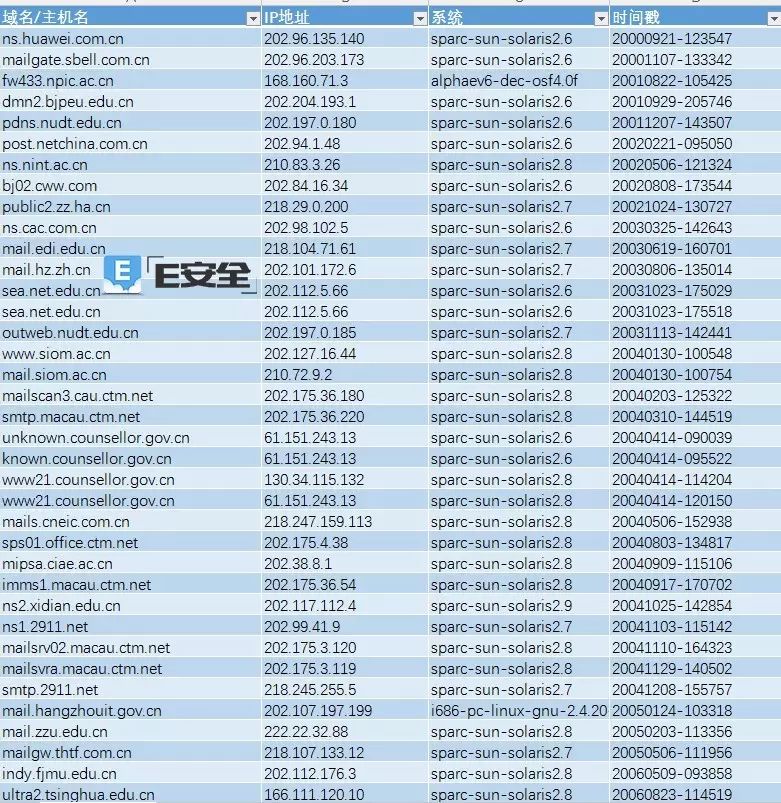 域名/主机名 IP地址 系统 时间戳
ns.huawei.com.cn 202.96.135.140 sparc-sun-solaris2.6 20000921-123547
mailgate.sbell.com.cn 202.96.203.173 sparc-sun-solaris2.6 20001107-133342
fw433.npic.ac.cn 168.160.71.3 alphaev6-dec-osf4.0f 20010822-105425
dmn2.bjpeu.edu.cn 202.204.193.1 sparc-sun-solaris2.6 20010929-205746
pdns.nudt.edu.cn 202.197.0.180 sparc-sun-solaris2.6 20011207-143507
post.netchina.com.cn 202.94.1.48 sparc-sun-solaris2.6 20020221-095050
ns.nint.ac.cn 210.83.3.26 sparc-sun-solaris2.8 20020506-121324
bj02.cww.com 202.84.16.34 sparc-sun-solaris2.6 20020808-173544
public2.zz.ha.cn 218.29.0.200 sparc-sun-solaris2.7 20021024-130727
ns.cac.com.cn 202.98.102.5 sparc-sun-solaris2.6 20030325-142643
mail.edi.edu.cn 218.104.71.61 sparc-sun-solaris2.7 20030619-160701
mail.hz.zh.cn 202.101.172.6 sparc-sun-solaris2.7 20030806-135014
E E安全
sea.net.edu.cn 202.112.5.66 sparc-sun-solaris2.6 20031023-175029
sea.net.edu.cn 202.112.5.66 sparc-sun-solaris2.6 20031023-175518
outweb.nudt.edu.cn 202.197.0.185 sparc-sun-solaris2.7 20031113-142441
www.siom.ac.cn 202.127.16.44 sparc-sun-solaris2.8 20040130-100548
mail.siom.ac.cn 210.72.9.2 sparc-sun-solaris2.8 20040130-100754
mailscan3.cau.ctm.net 202.175.36.180 sparc-sun-solaris2.8 20040203-125322
smtp.macau.ctm.net 202.175.36.220 sparc-sun-solaris2.8 20040310-144519
unknown.counsellor.gov.cn 61.151.243.13 sparc-sun-solaris2.6 20040414-090039
known.counsellor.gov.cn 61.151.243.13 sparc-sun-solaris2.6 20040414-095522
www21.counsellor.gov.cn 130.34.115.132 sparc-sun-solaris2.8 20040414-114204
www21.counsellor.gov.cn 61.151.243.13 sparc-sun-solaris2.8 20040414-120150
mails.cneic.com.cn 218.247.159.113 sparc-sun-solaris2.8 20040506-152938
sps01.office.ctm.net 202.175.4.38 sparc-sun-solaris2.8 20040803-134817
mipsa.ciae.ac.cn 202.38.8.1 sparc-sun-solaris2.8 20040909-115106
imms1.macau.ctm.net 202.175.36.54 sparc-sun-solaris2.8 20040917-170702
ns2.xidian.edu.cn 202.117.112.4 sparc-sun-solaris2.9 20041025-142854
ns1.2911.net 202.99.41.9 sparc-sun-solaris2.7 20041103-115142
mailsrv02.macau.ctm.net 202.175.3.120 sparc-sun-solaris2.8 20041110-164323
mailsvra.macau.ctm.net 202.175.3.119 sparc-sun-solaris2.8 20041129-140502
smtp.2911.net 218.245.255.5 sparc-sun-solaris2.7 20041208-155757
mail.hangzhouit.gov.cn 202.107.197.199 i686-pc-linux-gnu-2.4.20 20050124-103318
mail.zzu.edu.cn 222.22.32.88 sparc-sun-solaris2.8 20050203-113356
mailgw.thtf.com.cn 218.107.133.12 sparc-sun-solaris2.7 20050506-111956
indy.fjmu.edu.cn 202.112.176.3 sparc-sun-solaris2.8 20060509-093858
ultra2.tsinghua.edu.cn 166.111.120.10 sparc-sun-solaris2.8 20060823-114519